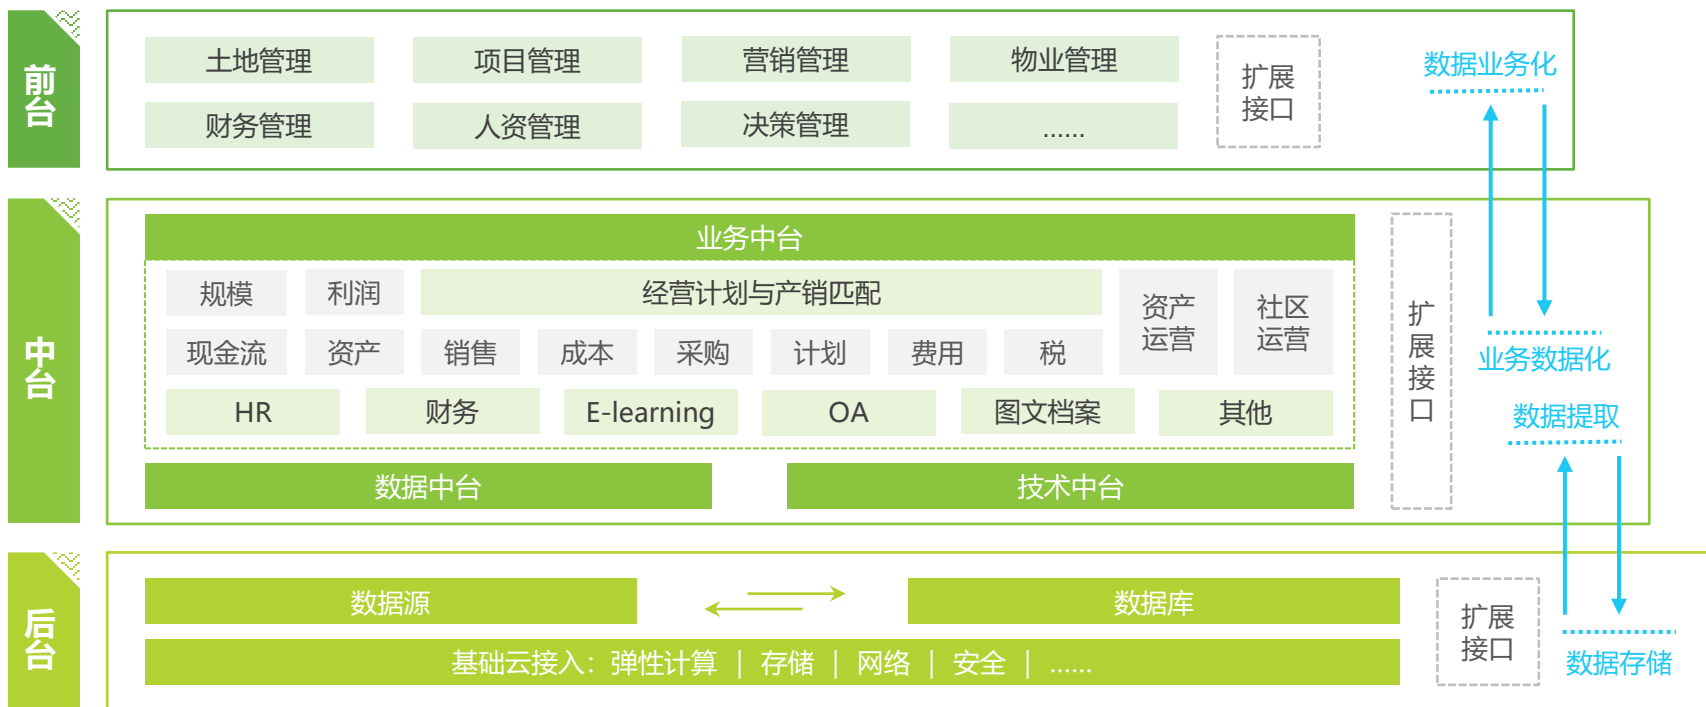 前台
土地管理
项目管理
营销管理
物业管理
财务管理
人资管理
决策管理
......
扩展
接口
数据业务化
中台
业务中台
规模
利润
经营计划与产销匹配
资产
运营
社区
运营
现金流
资产
销售
成本
采购
计划
费用
税
HR
财务
E-learning
OA
图文档案
其他
数据中台
技术中台
扩展接口
业务数据化
数据提取
后台
数据源
数据库
基础云接入：弹性计算 | 存储 | 网络 | 安全 | ......
扩展
接口
数据存储